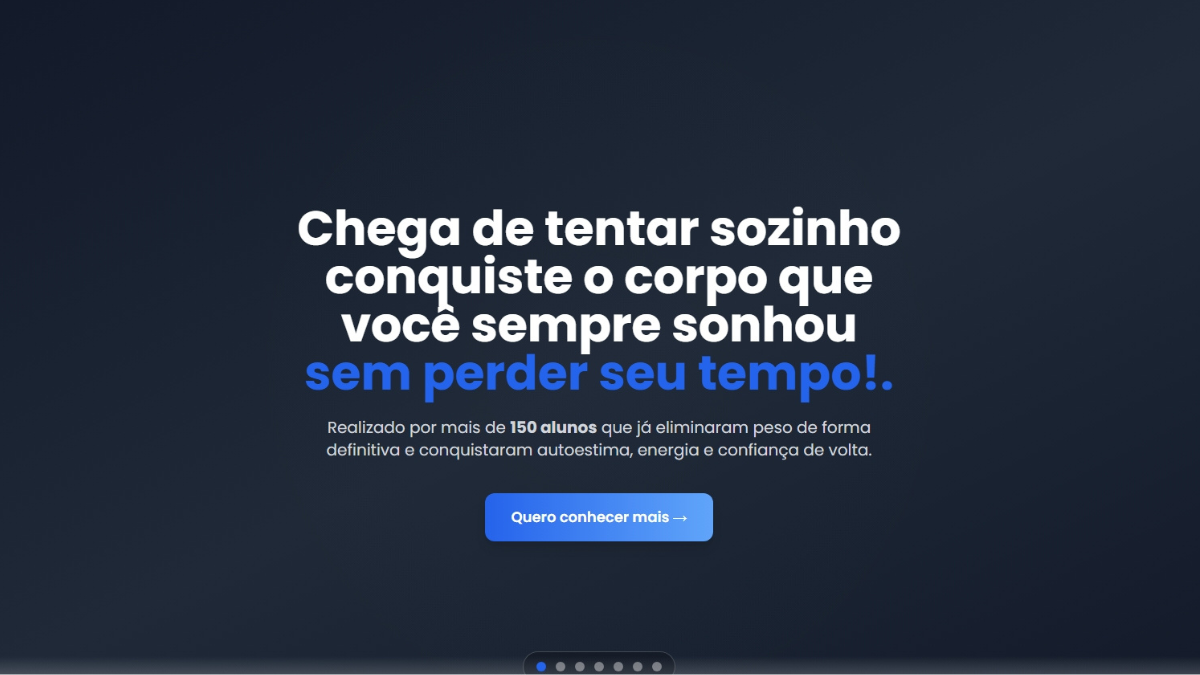 Chega de tentar sozinho
conquiste o corpo que
você sempre sonhou
sem perder seu tempo!.
Realizado por mais de 150 alunos que já eliminaram peso de forma
definitiva e conquistaram autoestima, energia e confiança de volta.
Quero conhecer mais →